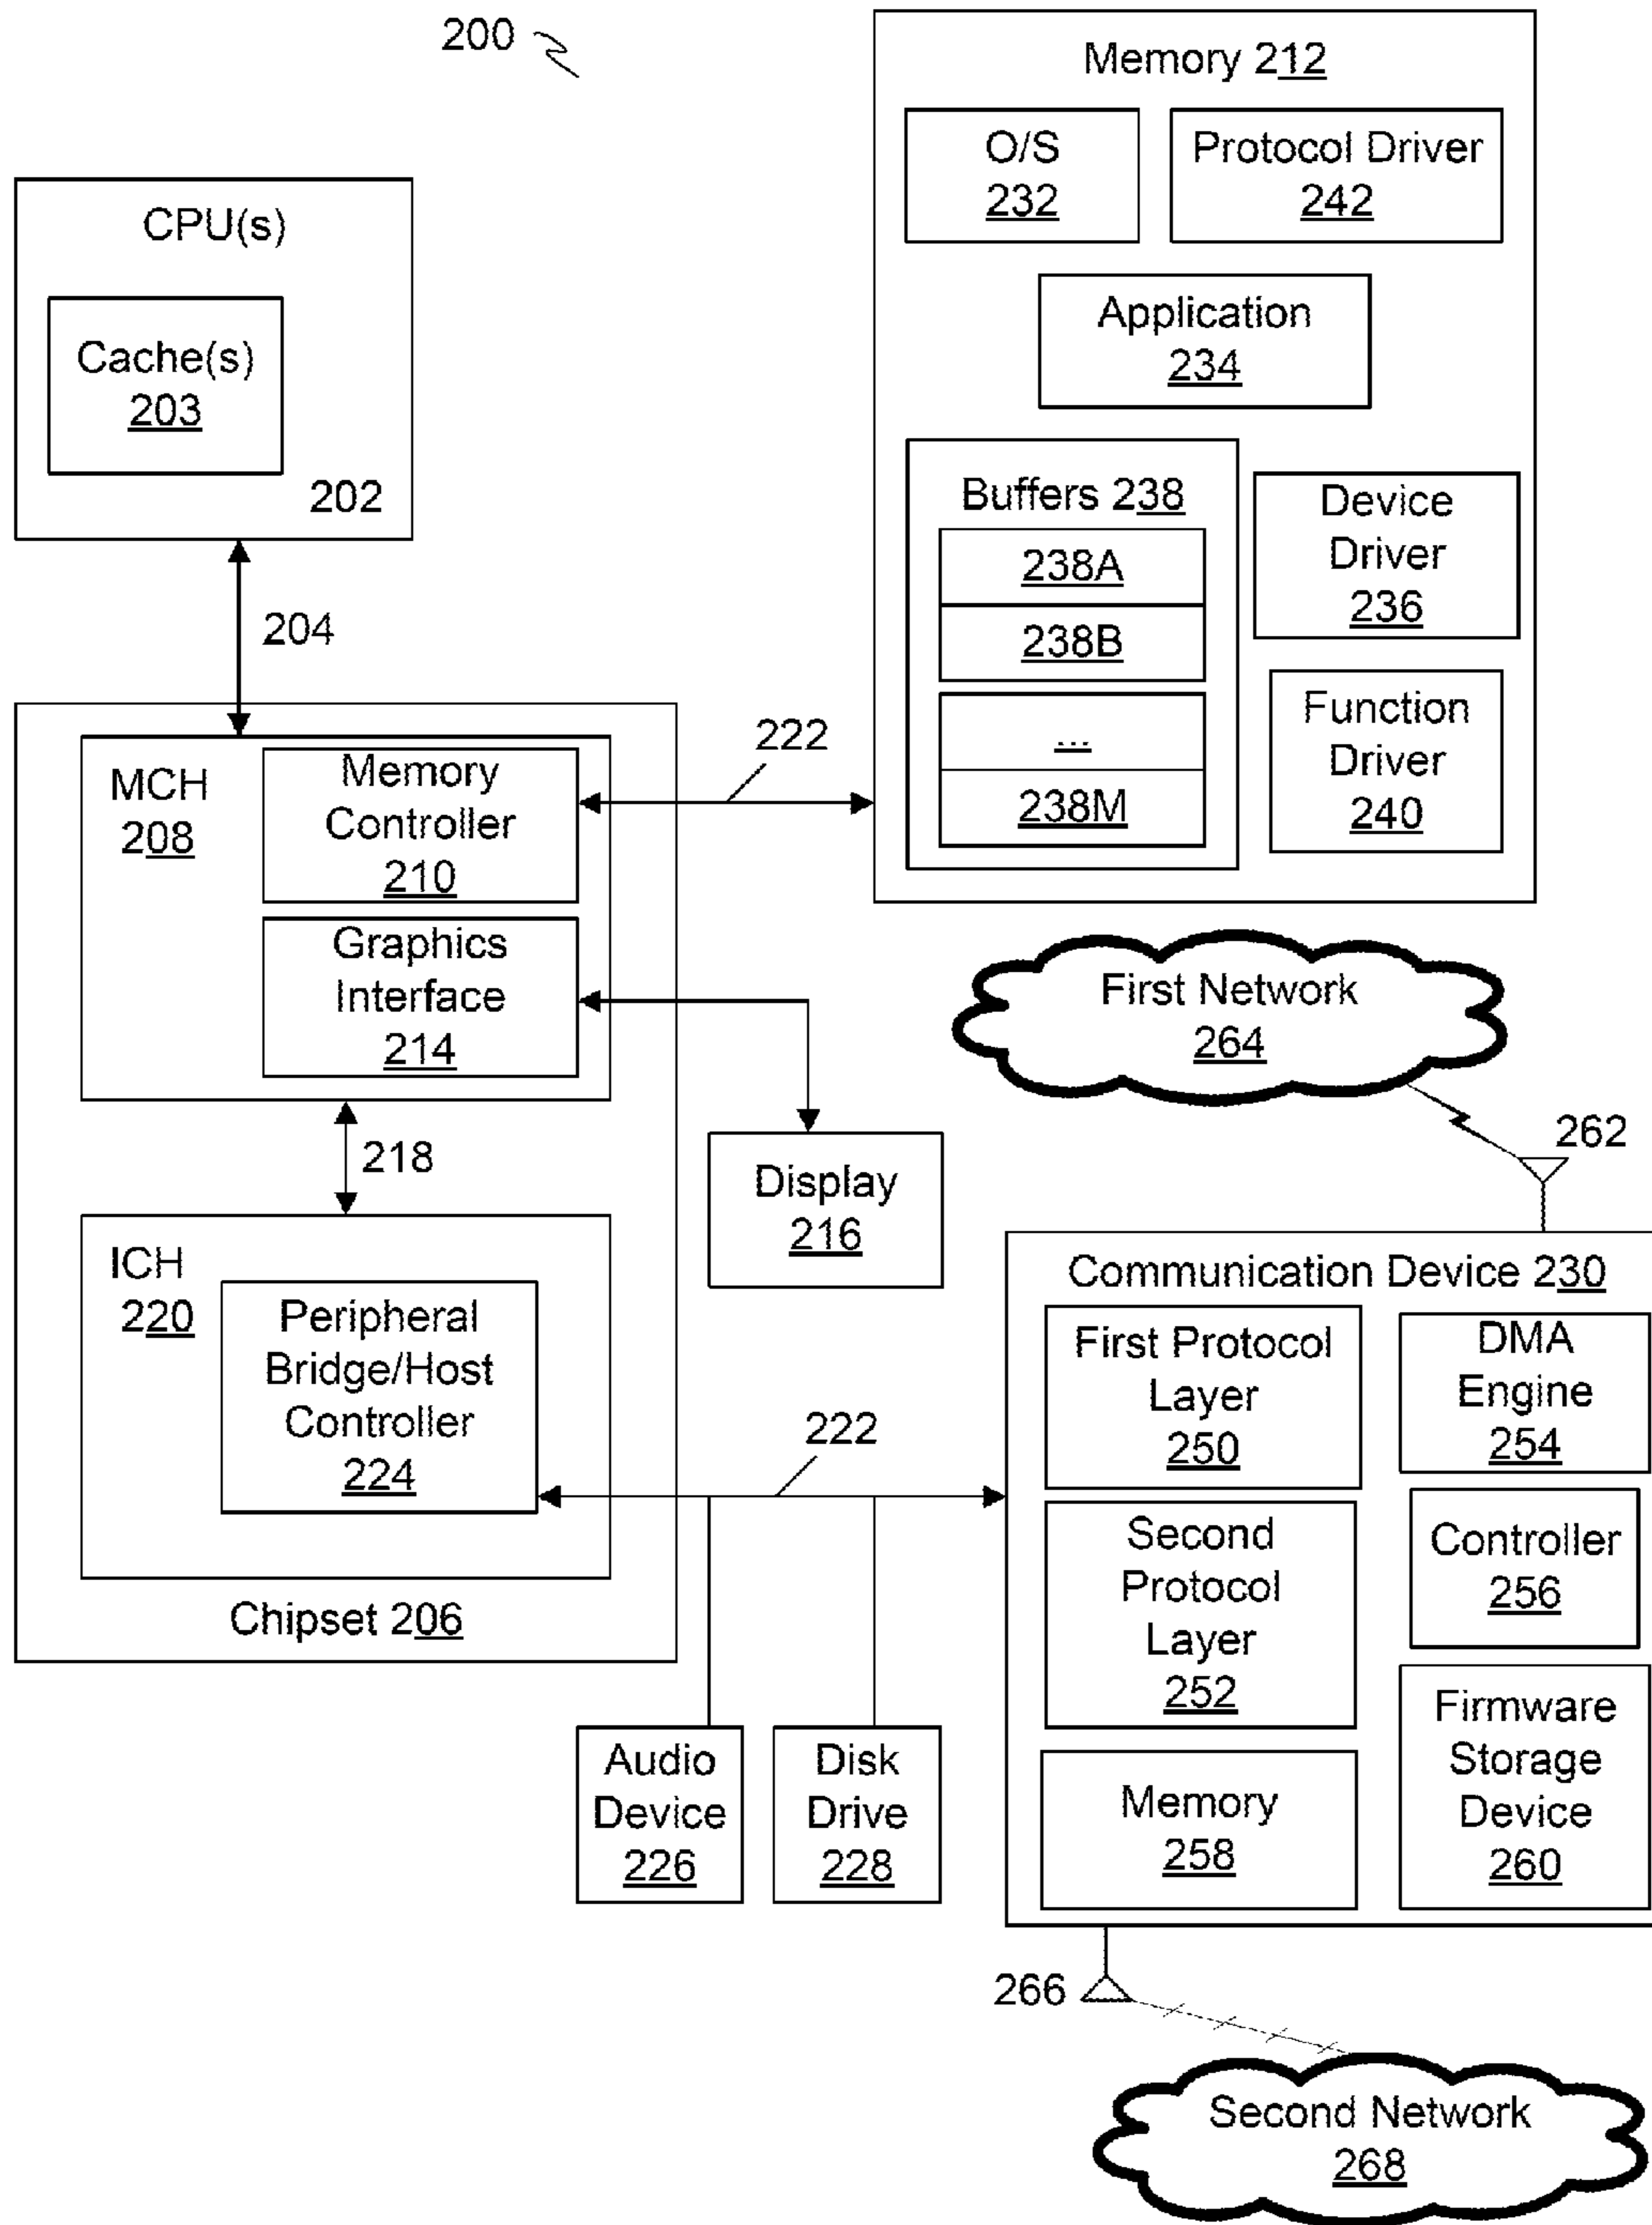 200
Memory 212
O/S
232
Protocol Driver
242
Application
234
Buffers 238
238A
238B
...
238M
Device
Driver
236
Function
Driver
240
CPU(s)
Cache(s)
203
202
204
MCH
208
Memory
Controller
210
222
Graphics
Interface
214
218
Display
216
First Network
264
262
ICH
220
Peripheral
Bridge/Host
Controller
224
222
Chipset 206
Audio
Device
226
Disk
Drive
228
Communication Device 230
First Protocol
Layer
250
DMA
Engine
254
Second
Protocol
Layer
252
Controller
256
Memory
258
Firmware
Storage
Device
260
266
Second Network
268